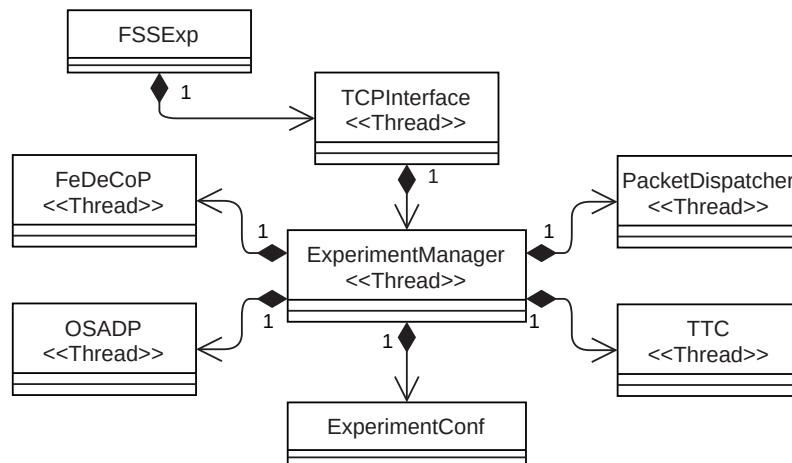 FSSExp
1
TCPInterface
<<Thread>>
1
FeDeCoP
<<Thread>>
PacketDispatcher
<<Thread>>
1
1
ExperimentManager
<<Thread>>
OSADP
<<Thread>>
1
1
TTC
<<Thread>>
1
ExperimentConf